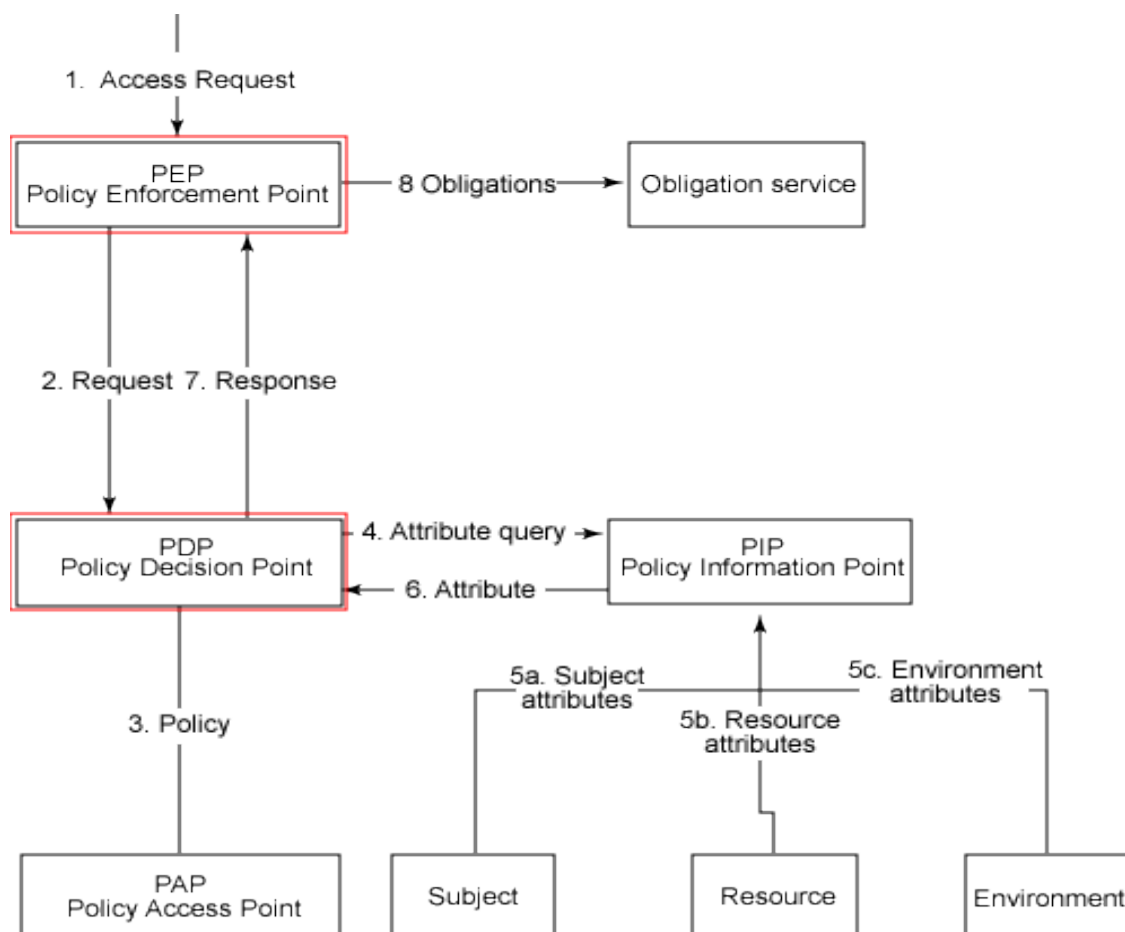 1.  Access Request
PEP
Policy Enforcement Point
8 Obligations
Obligation service
2. Request
7. Response
PDP
Policy Decision Point
4. Attribute query
6. Attribute
PIP
Policy Information Point
3. Policy
5a. Subject
attributes
5b. Resource
attributes
5c. Environment
attributes
PAP
Policy Access Point
Subject
Resource
Environment